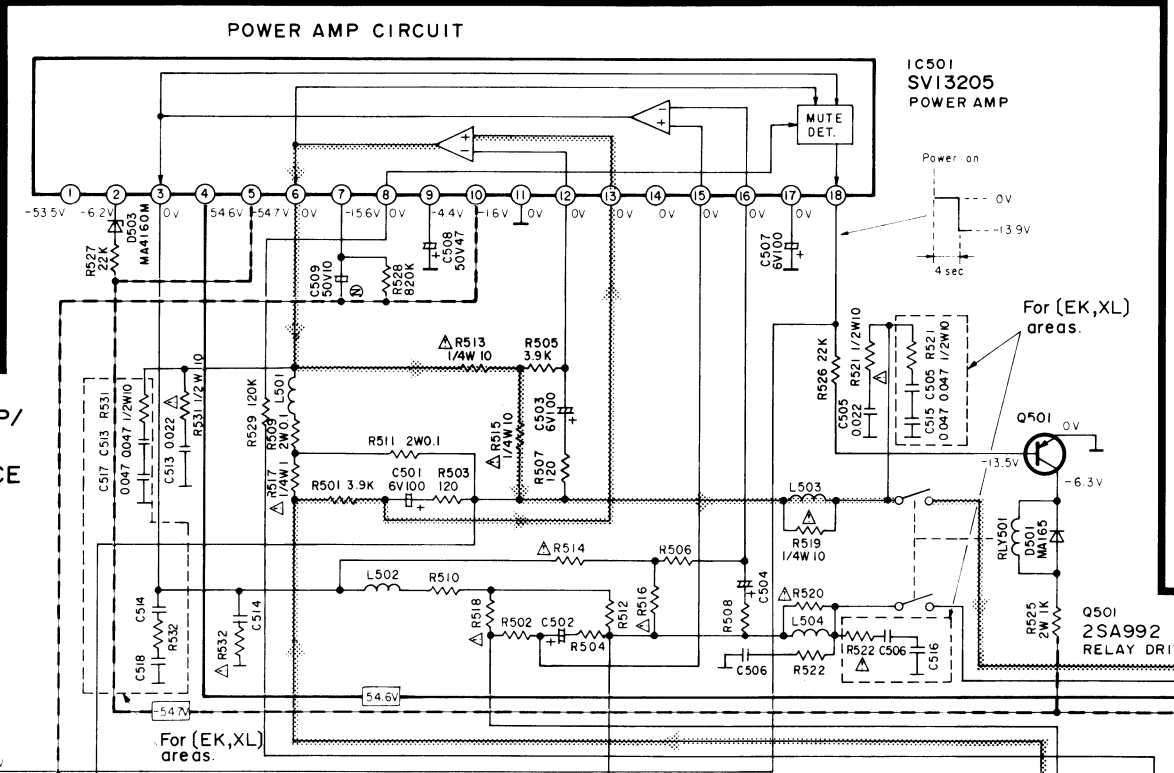 POWER AMP CIRCUIT
IC501
SVI3205
POWER AMP
MUTE
DET.
Power on
0V
-13.9V
4 sec
1 2 3 4 5 6 7 8 9 10 11 12 13 14 15 16 17 18
-53.5V -6.2V 0V 54.6V -54.7V 0V -15.6V 0V -4.4V -1.6V 0V 0V 0V 0V 0V 0V 0V
D503
MA4160M
R527
22K
C509
50V10
R528
820K
C508
50V47
C507
6V100
For (EK,XL)
areas.
R513
1/4W 10
R505
3.9K
R526 22K
R521 1/2W10
C505
0.022
R521
1/2W10
C505
0.047
C515
0.047
Q501
0V
-13.5V
-6.3V
P/
CE
R531
1/2W10
C513
0.047
C517
0.047
C513
0.022
R531 1/2W 10
R529 120K
L501
R509
2W0.1
R517
1/4W1
R511 2W0.1
R515
1/4W 10
C503
6V100
R507
120
R501 3.9K
C501
6V100
R503
120
L503
R519
1/4W10
RLY501
D501
MA165
R514
R506
L502
R510
C504
R520
R518
R502
C502
R504
R512
R516
R508
L504
R525
2W 1K
Q501
2SA992
RELAY DRI
C514
R532
C518
R532
C514
C506
R522
R522
C506
C516
54.6V
-54.7V
For (EK,XL)
areas.
V